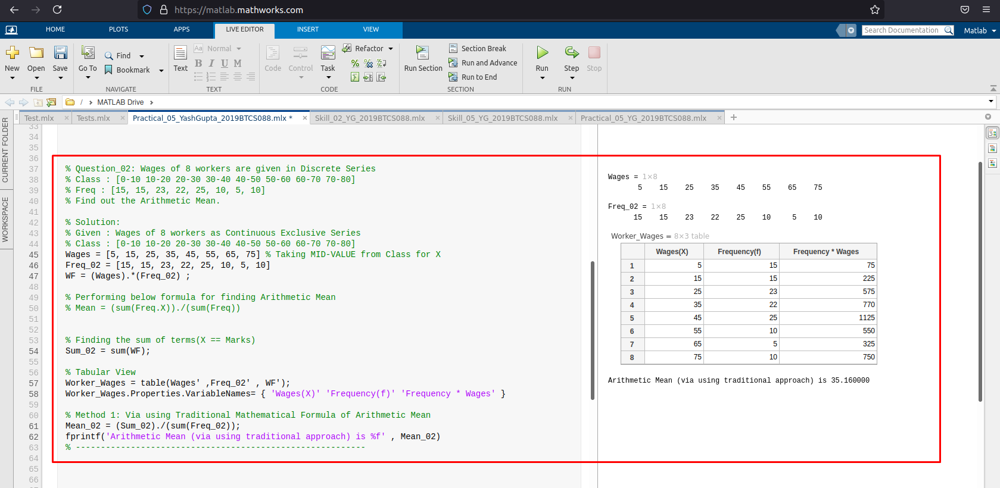 https://matlab.mathworks.com
HOME PLOTS APPS LIVE EDITOR INSERT VIEW
Search Documentation Matlab
New Open Save
FILE
Go To Find Bookmark
NAVIGATE
Text Aa Normal
B I U M
TEXT
Code Control Task Refactor
CODE
Run Section Section Break
Run and Advance
Run to End
SECTION
Run Step Stop
RUN
/ MATLAB Drive
Test.mlx × Tests.mlx × Practical_05_YashGupta_2019BTCS088.mlx * × Skill_02_YG_2019BTCS088.mlx × Skill_05_YG_2019BTCS088.mlx × Practical_05_YG_2019BTCS088.mlx × +
CURRENT FOLDER
WORKSPACE
33
34
35
36
37 % Question_02: Wages of 8 workers are given in Discrete Series
38 % Class : [0-10 10-20 20-30 30-40 40-50 50-60 60-70 70-80]
39 % Freq : [15, 15, 23, 22, 25, 10, 5, 10]
40 % Find out the Arithmetic Mean.
41
42 % Solution:
43 % Given : Wages of 8 workers as Continuous Exclusive Series
44 % Class : [0-10 10-20 20-30 30-40 40-50 50-60 60-70 70-80]
45 Wages = [5, 15, 25, 35, 45, 55, 65, 75] % Taking MID-VALUE from Class for X
46 Freq_02 = [15, 15, 23, 22, 25, 10, 5, 10]
47 WF = (Wages).*(Freq_02) ;
48
49 % Performing below formula for finding Arithmetic Mean
50 % Mean = (sum(Freq.X))./(sum(Freq))
51
52
53 % Finding the sum of terms(X == Marks)
54 Sum_02 = sum(WF);
55
56 % Tabular View
57 Worker_Wages = table(Wages' ,Freq_02' , WF');
58 Worker_Wages.Properties.VariableNames= { 'Wages(X)' 'Frequency(f)' 'Frequency * Wages' }
59
60 % Method 1: Via using Traditional Mathematical Formula of Arithmetic Mean
61 Mean_02 = (Sum_02)./(sum(Freq_02));
62 fprintf('Arithmetic Mean (via using traditional approach) is %f' , Mean_02)
63 % ----------------------------------------------------------
64
65
66
Wages = 1×8
5 15 25 35 45 55 65 75
Freq_02 = 1×8
15 15 23 22 25 10 5 10
Worker_Wages = 8×3 table
Wages(X) Frequency(f) Frequency * Wages
1 5 15 75
2 15 15 225
3 25 23 575
4 35 22 770
5 45 25 1125
6 55 10 550
7 65 5 325
8 75 10 750
Arithmetic Mean (via using traditional approach) is 35.160000